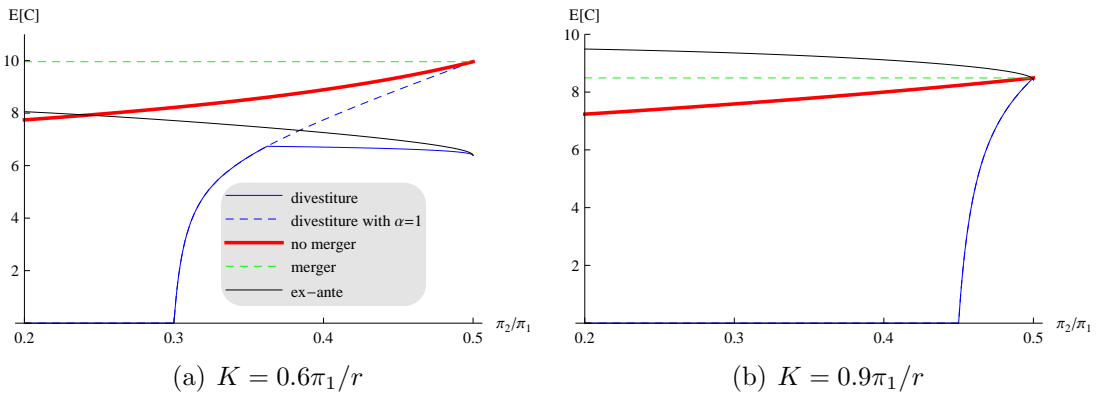 E[C]
10
8
6
4
2
0.2
0.3
0.4
0.5
π₂/π₁
divestiture
divestiture with α=1
no merger
merger
ex−ante
(a) K = 0.6π₁/r
E[C]
10
8
6
4
2
0.2
0.3
0.4
0.5
π₂/π₁
(b) K = 0.9π₁/r